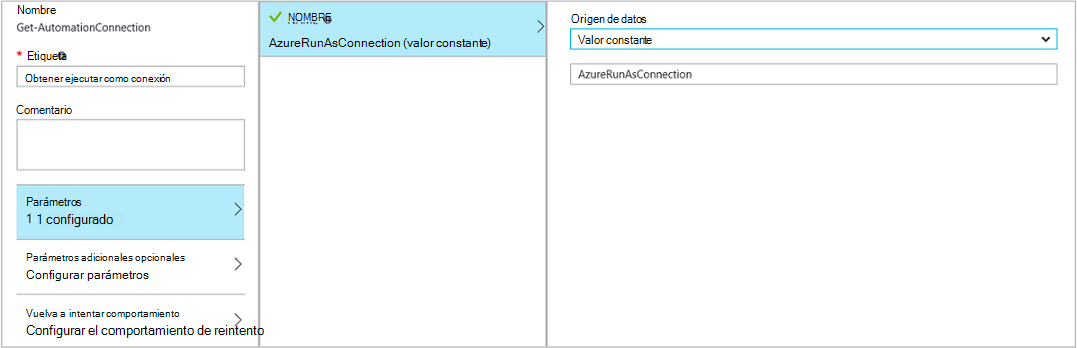 Nombre
Get-AutomationConnection
* Etiqueta
Obtener ejecutar como conexión
Comentario
Parámetros
1 1 configurado
Parámetros adicionales opcionales
Configurar parámetros
Vuelva a intentar comportamiento
Configurar el comportamiento de reintento
NOMBRE
AzureRunAsConnection (valor constante)
Origen de datos
Valor constante
AzureRunAsConnection